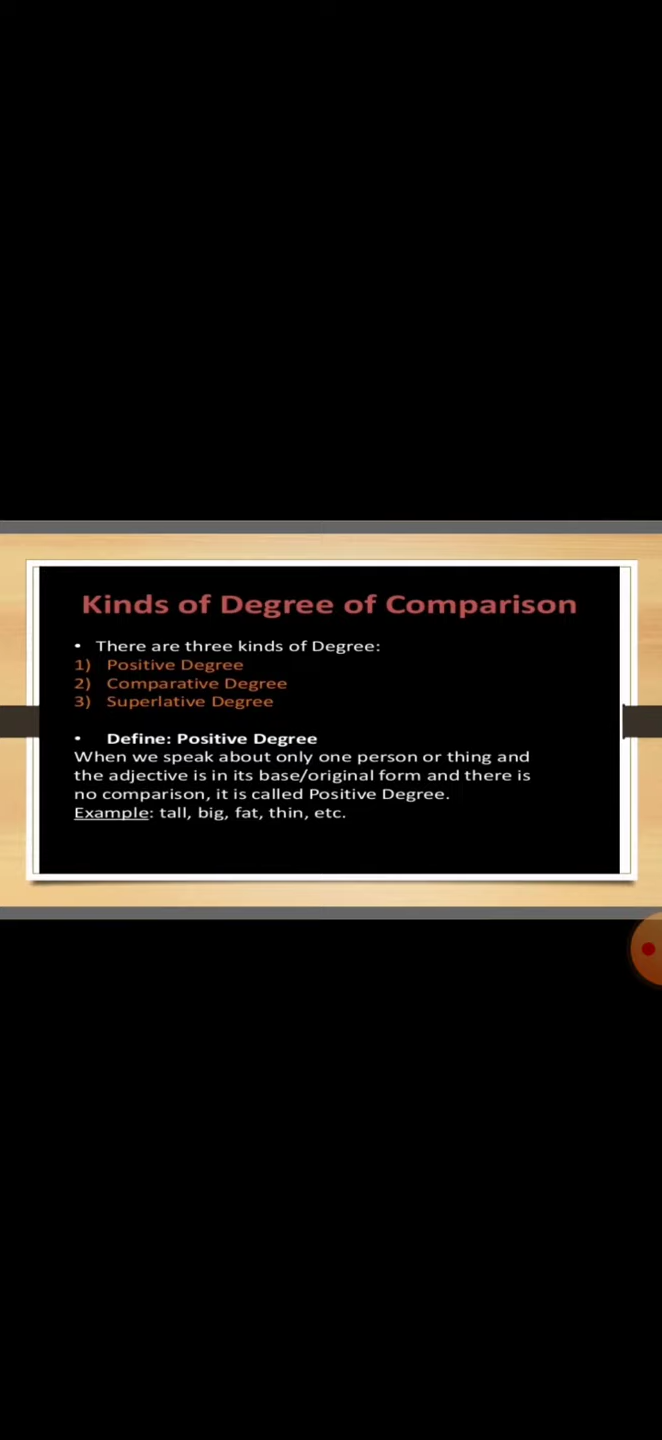 Kinds of Degree of Comparison
• There are three kinds of Degree:
1) Positive Degree
2) Comparative Degree
3) Superlative Degree
• Define: Positive Degree
When we speak about only one person or thing and
the adjective is in its base/original form and there is
no comparison, it is called Positive Degree.
Example: tall, big, fat, thin, etc.